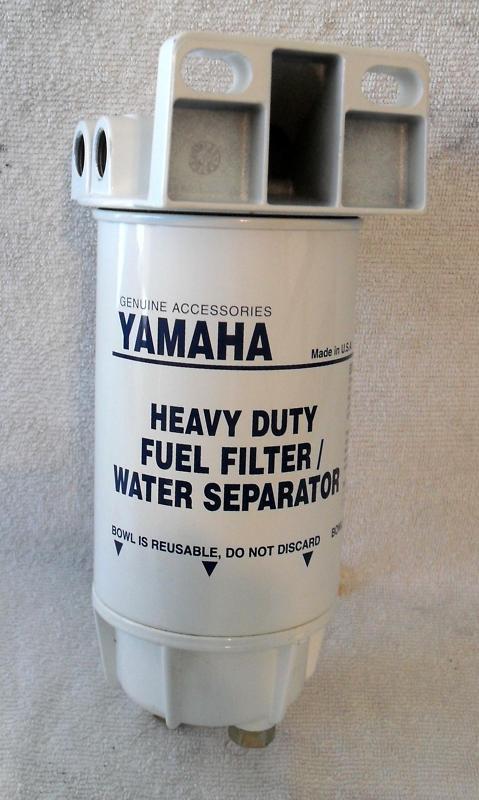 GENUINE ACCESSORIES
YAMAHA
Made in U.S.A.
HEAVY DUTY
FUEL FILTER /
WATER SEPARATOR
BOWL IS REUSABLE, DO NOT DISCARD